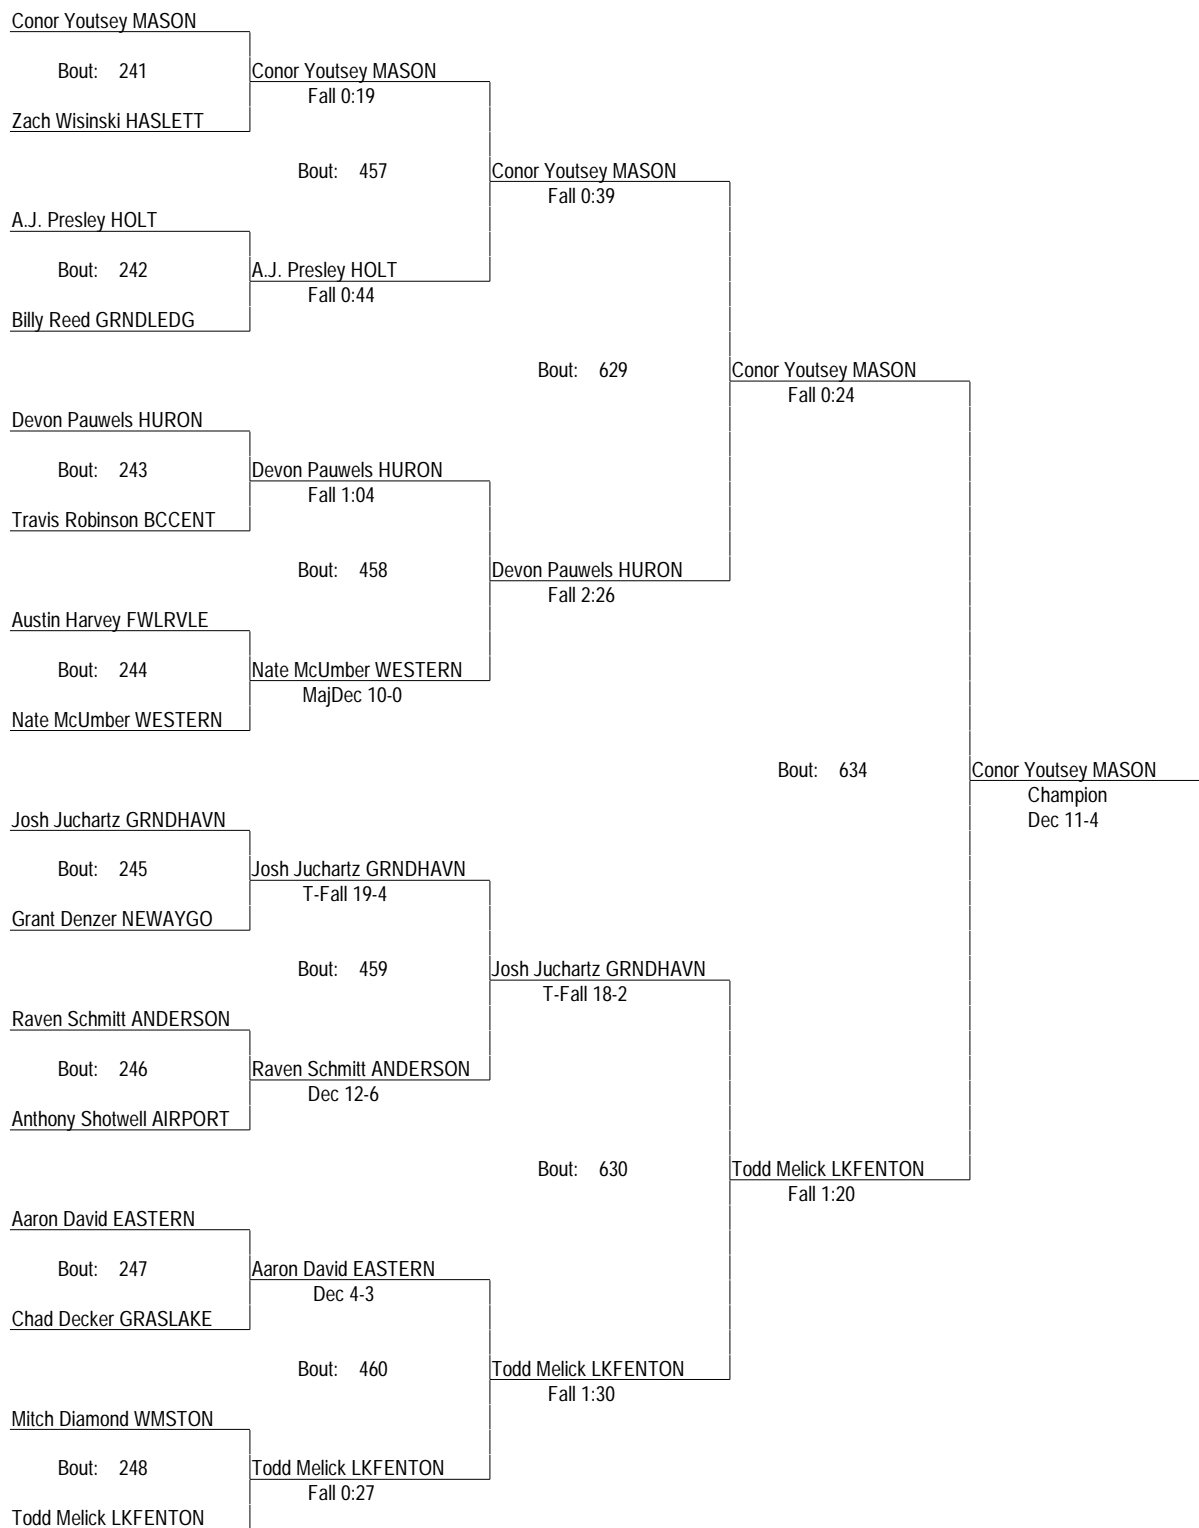 Conor Youtsey MASON
Bout: 241
Conor Youtsey MASON
Fall 0:19
Zach Wisinski HASLETT
Bout: 457
Conor Youtsey MASON
Fall 0:39
A.J. Presley HOLT
Bout: 242
A.J. Presley HOLT
Fall 0:44
Billy Reed GRNDLEDG
Bout: 629
Conor Youtsey MASON
Fall 0:24
Devon Pauwels HURON
Bout: 243
Devon Pauwels HURON
Fall 1:04
Travis Robinson BCCENT
Bout: 458
Devon Pauwels HURON
Fall 2:26
Austin Harvey FWLRVLE
Bout: 244
Nate McUmber WESTERN
MajDec 10-0
Nate McUmber WESTERN
Bout: 634
Conor Youtsey MASON
Champion
Dec 11-4
Josh Juchartz GRNDHAVN
Bout: 245
Josh Juchartz GRNDHAVN
T-Fall 19-4
Grant Denzer NEWAYGO
Bout: 459
Josh Juchartz GRNDHAVN
T-Fall 18-2
Raven Schmitt ANDERSON
Bout: 246
Raven Schmitt ANDERSON
Dec 12-6
Anthony Shotwell AIRPORT
Bout: 630
Todd Melick LKFENTON
Fall 1:20
Aaron David EASTERN
Bout: 247
Aaron David EASTERN
Dec 4-3
Chad Decker GRASLAKE
Bout: 460
Todd Melick LKFENTON
Fall 1:30
Mitch Diamond WMSTON
Bout: 248
Todd Melick LKFENTON
Fall 0:27
Todd Melick LKFENTON